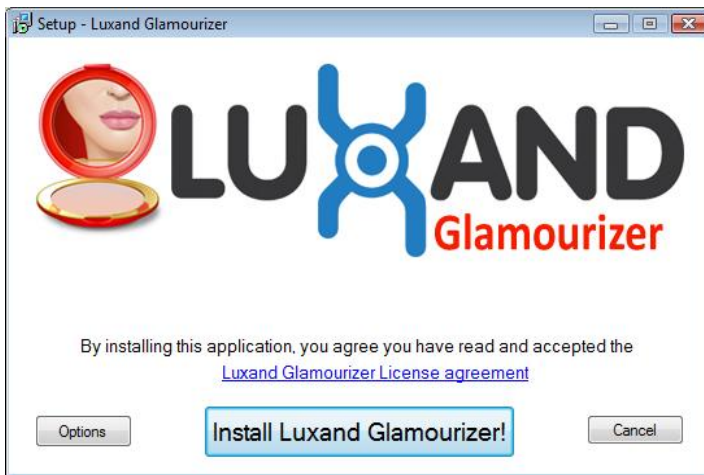 Setup - Luxand Glamourizer
LUXAND
Glamourizer
By installing this application, you agree you have read and accepted the
Luxand Glamourizer License agreement
Options
Install Luxand Glamourizer!
Cancel